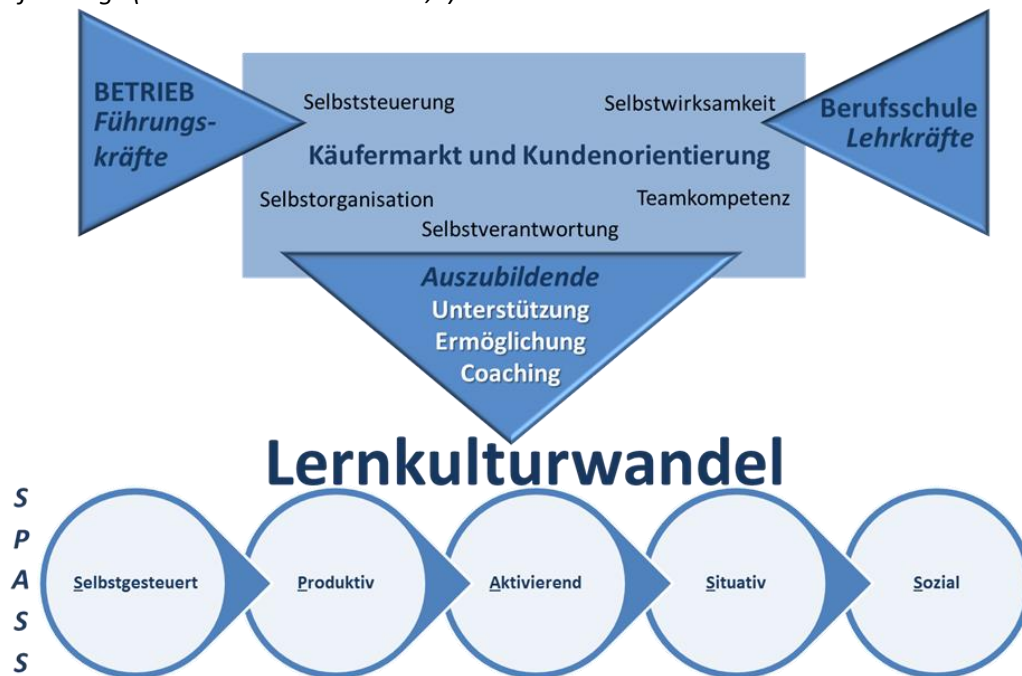 BETRIEB
Führungs-
kräfte
Selbststeuerung
Selbstwirksamkeit
Berufsschule
Lehrkräfte
Käufermarkt und Kundenorientierung
Selbstorganisation
Teamkompetenz
Selbstverantwortung
Auszubildende
Unterstützung
Ermöglichung
Coaching
Lernkulturwandel
S
P
A
S
S
Selbstgesteuert
Produktiv
Aktivierend
Situativ
Sozial